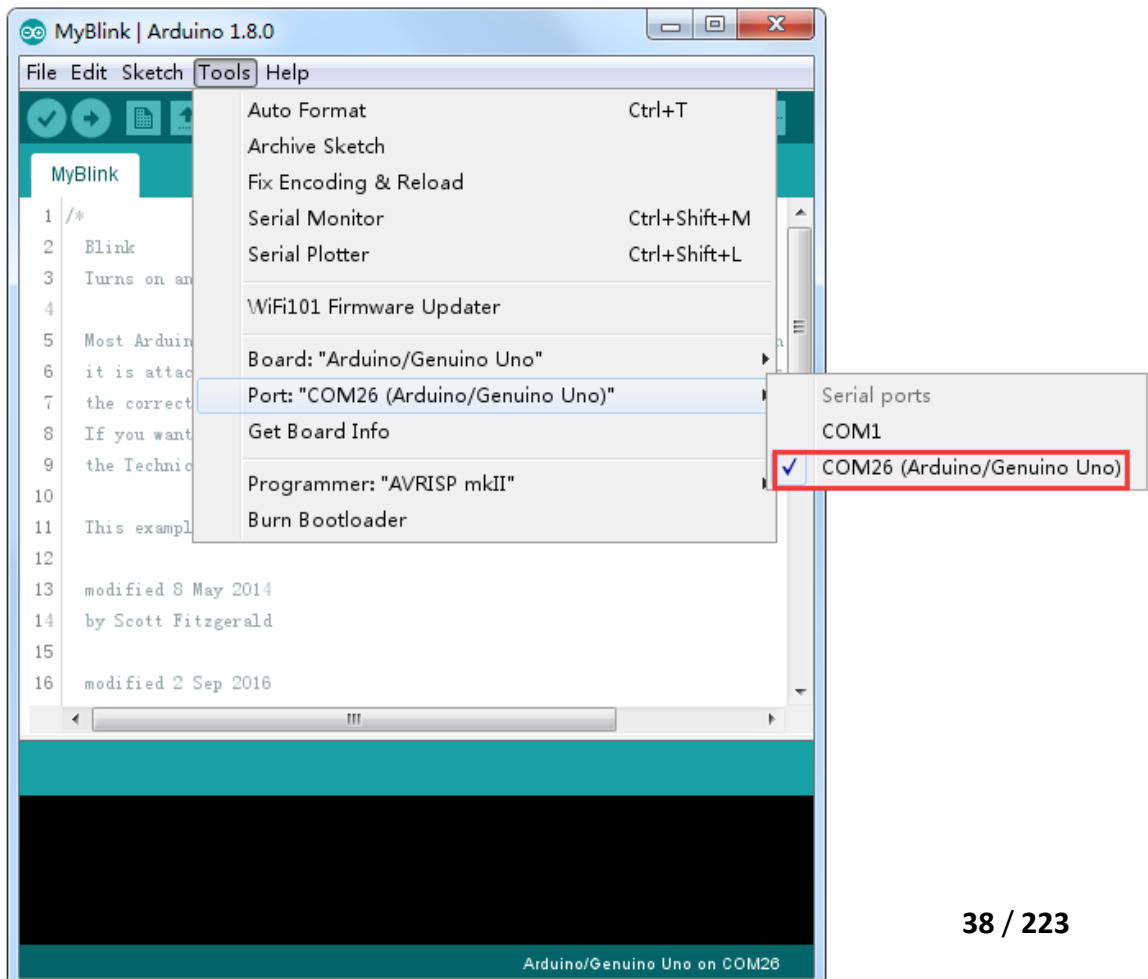 MyBlink | Arduino 1.8.0
File Edit Sketch Tools Help
Auto Format Ctrl+T
Archive Sketch
MyBlink
Fix Encoding & Reload
1 /*
Serial Monitor Ctrl+Shift+M
2 Blink
Serial Plotter Ctrl+Shift+L
3 Turns on an
4
WiFi101 Firmware Updater
5 Most Arduin
Board: "Arduino/Genuino Uno"
6 it is attac
Port: "COM26 (Arduino/Genuino Uno)"
Serial ports
7 the correct
Get Board Info
COM1
8 If you want
9 the Technic
COM26 (Arduino/Genuino Uno)
Programmer: "AVRISP mkII"
10
Burn Bootloader
11 This exampl
12
13 modified 8 May 2014
14 by Scott Fitzgerald
15
16 modified 2 Sep 2016
38 / 223
Arduino/Genuino Uno on COM26